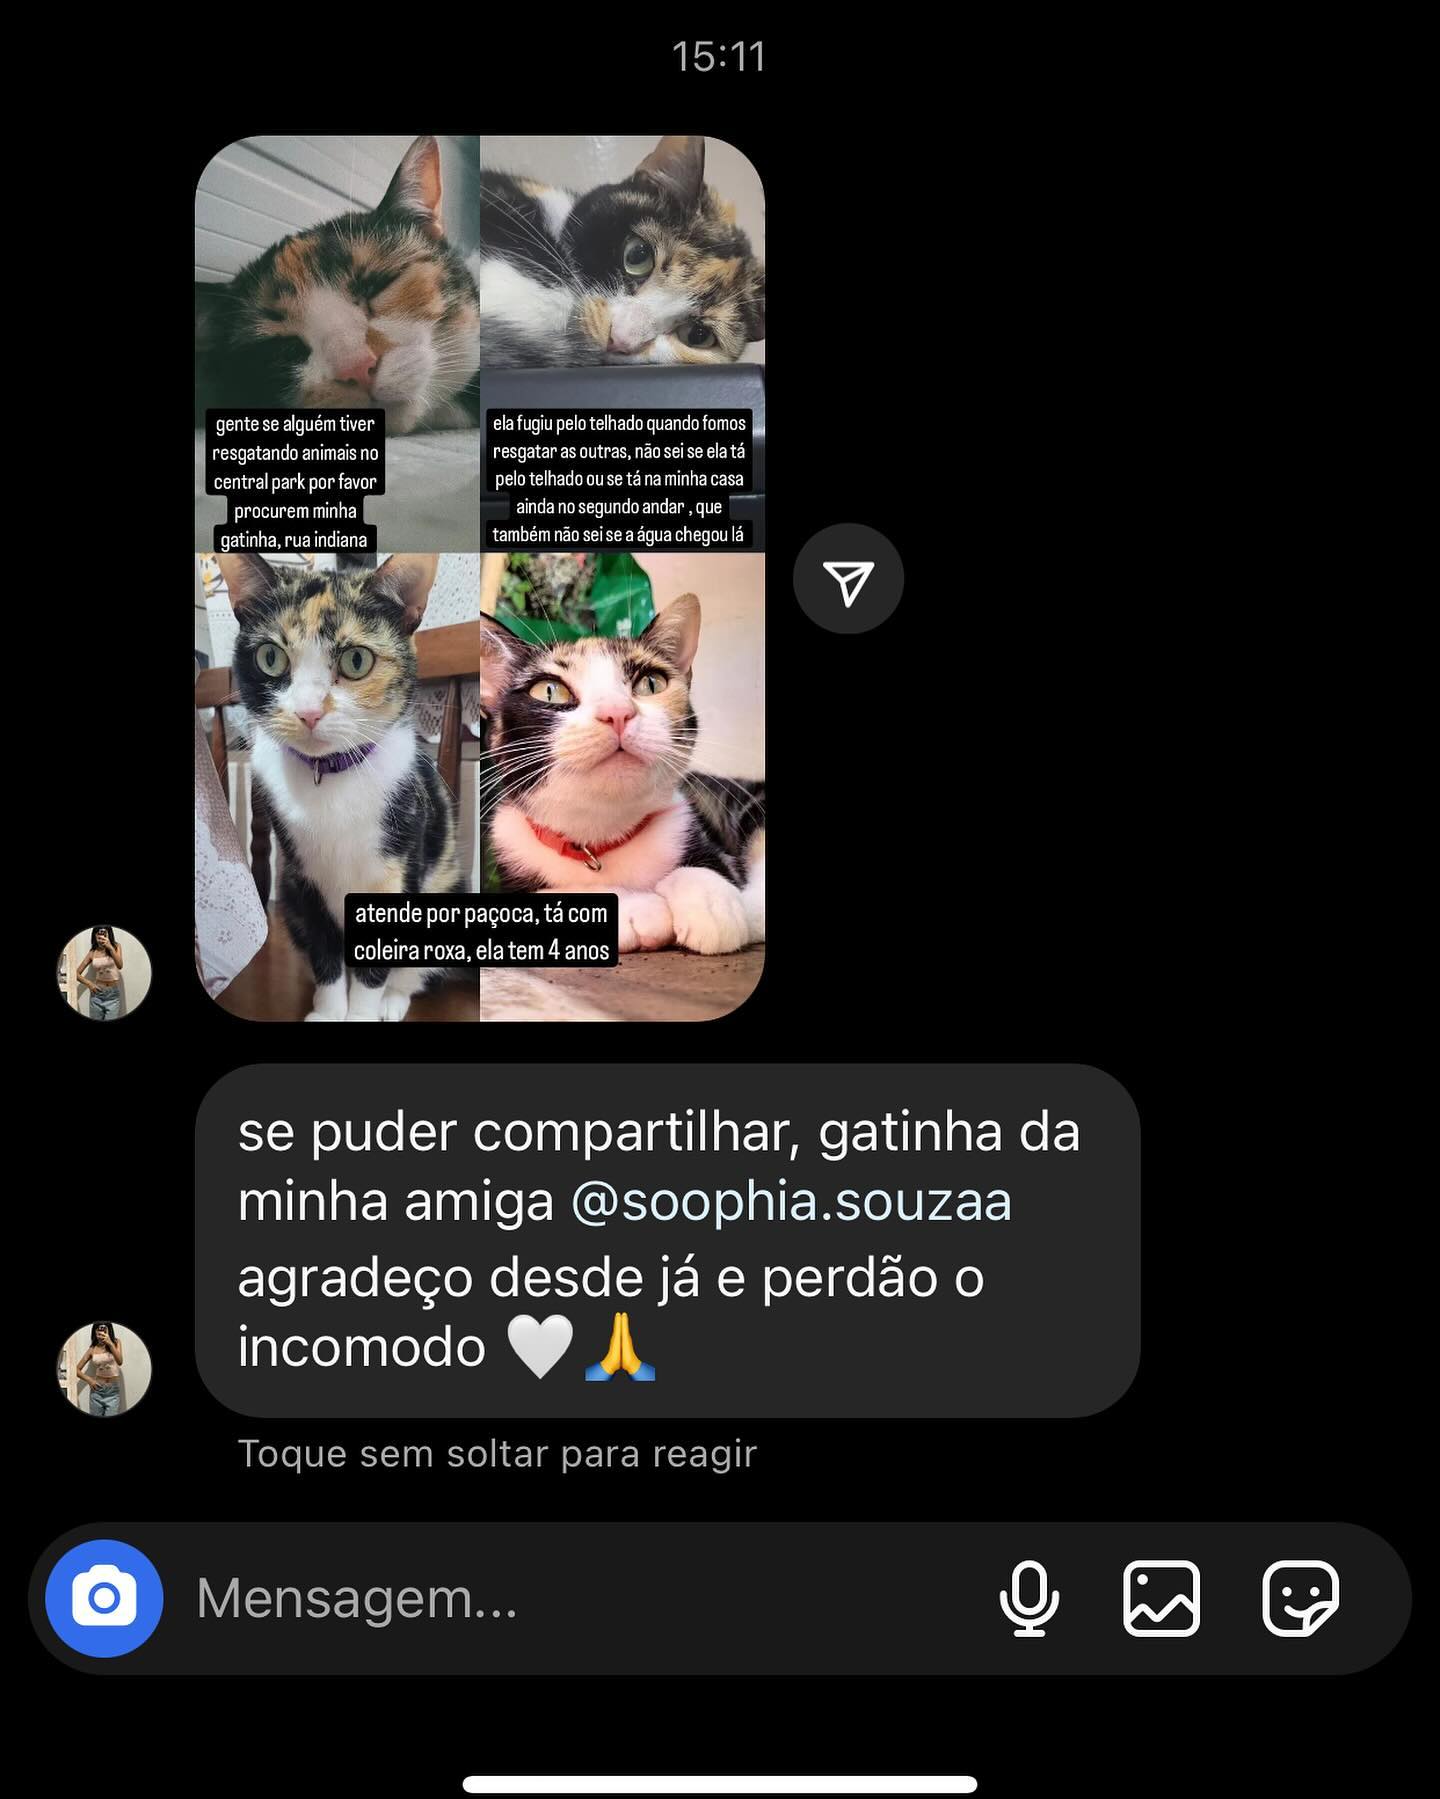 15:11
gente se alguém tiver
resgatando animais no
central park por favor
procurem minha
gatinha, rua indiana
ela fugiu pelo telhado quando fomos
resgatar as outras, não sei se ela tá
pelo telhado ou se tá na minha casa
ainda no segundo andar , que
também não sei se a água chegou lá
atende por paçoca, tá com
coleira roxa, ela tem 4 anos
se puder compartilhar, gatinha da
minha amiga @soophia.souzaa
agradeço desde já e perdão o
incomodo 🤍🙏
Toque sem soltar para reagir
Mensagem...